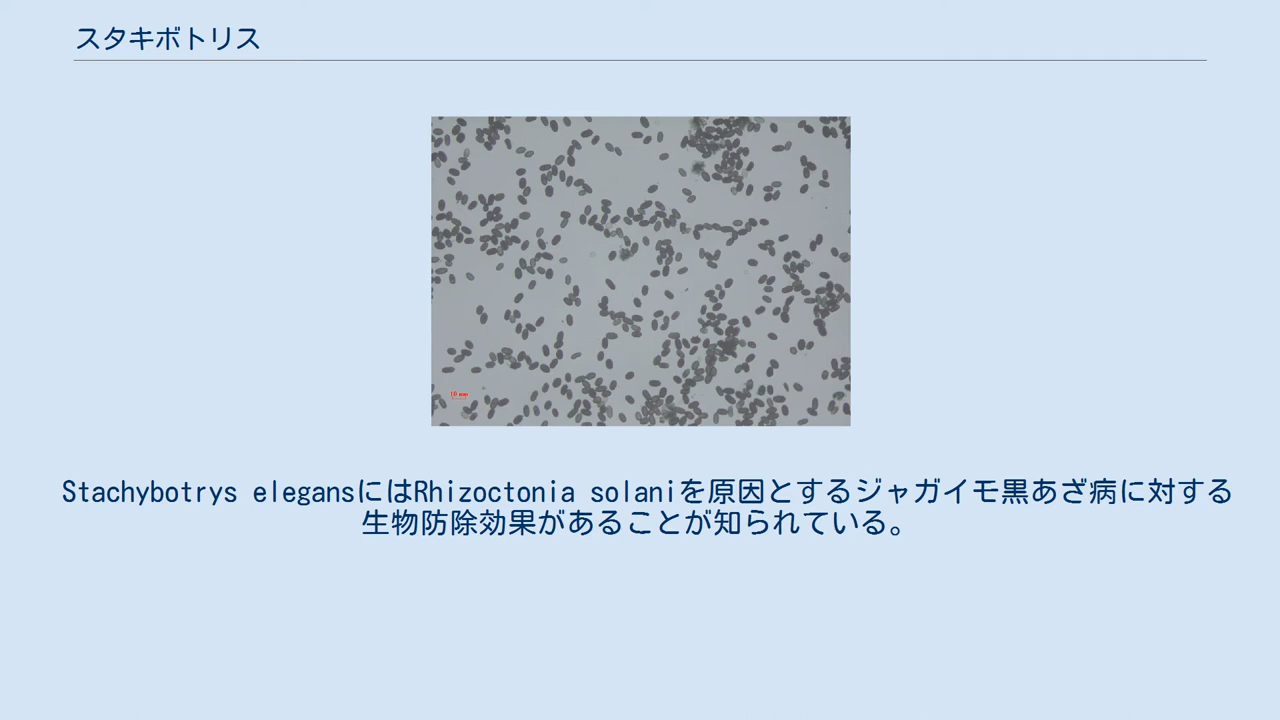 スタキボトリス
Stachybotrys elegansにはRhizoctonia solaniを原因とするジャガイモ黒あざ病に対する
生物防除効果があることが知られている。